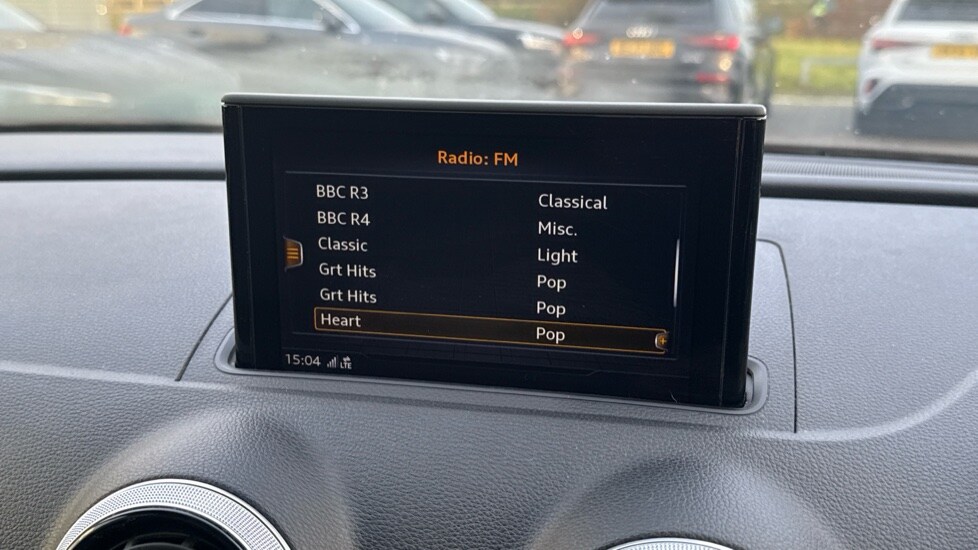 Radio: FM
BBC R3 Classical
BBC R4 Misc.
Classic Light
Grt Hits Pop
Grt Hits Pop
Heart Pop
15:04 LTE